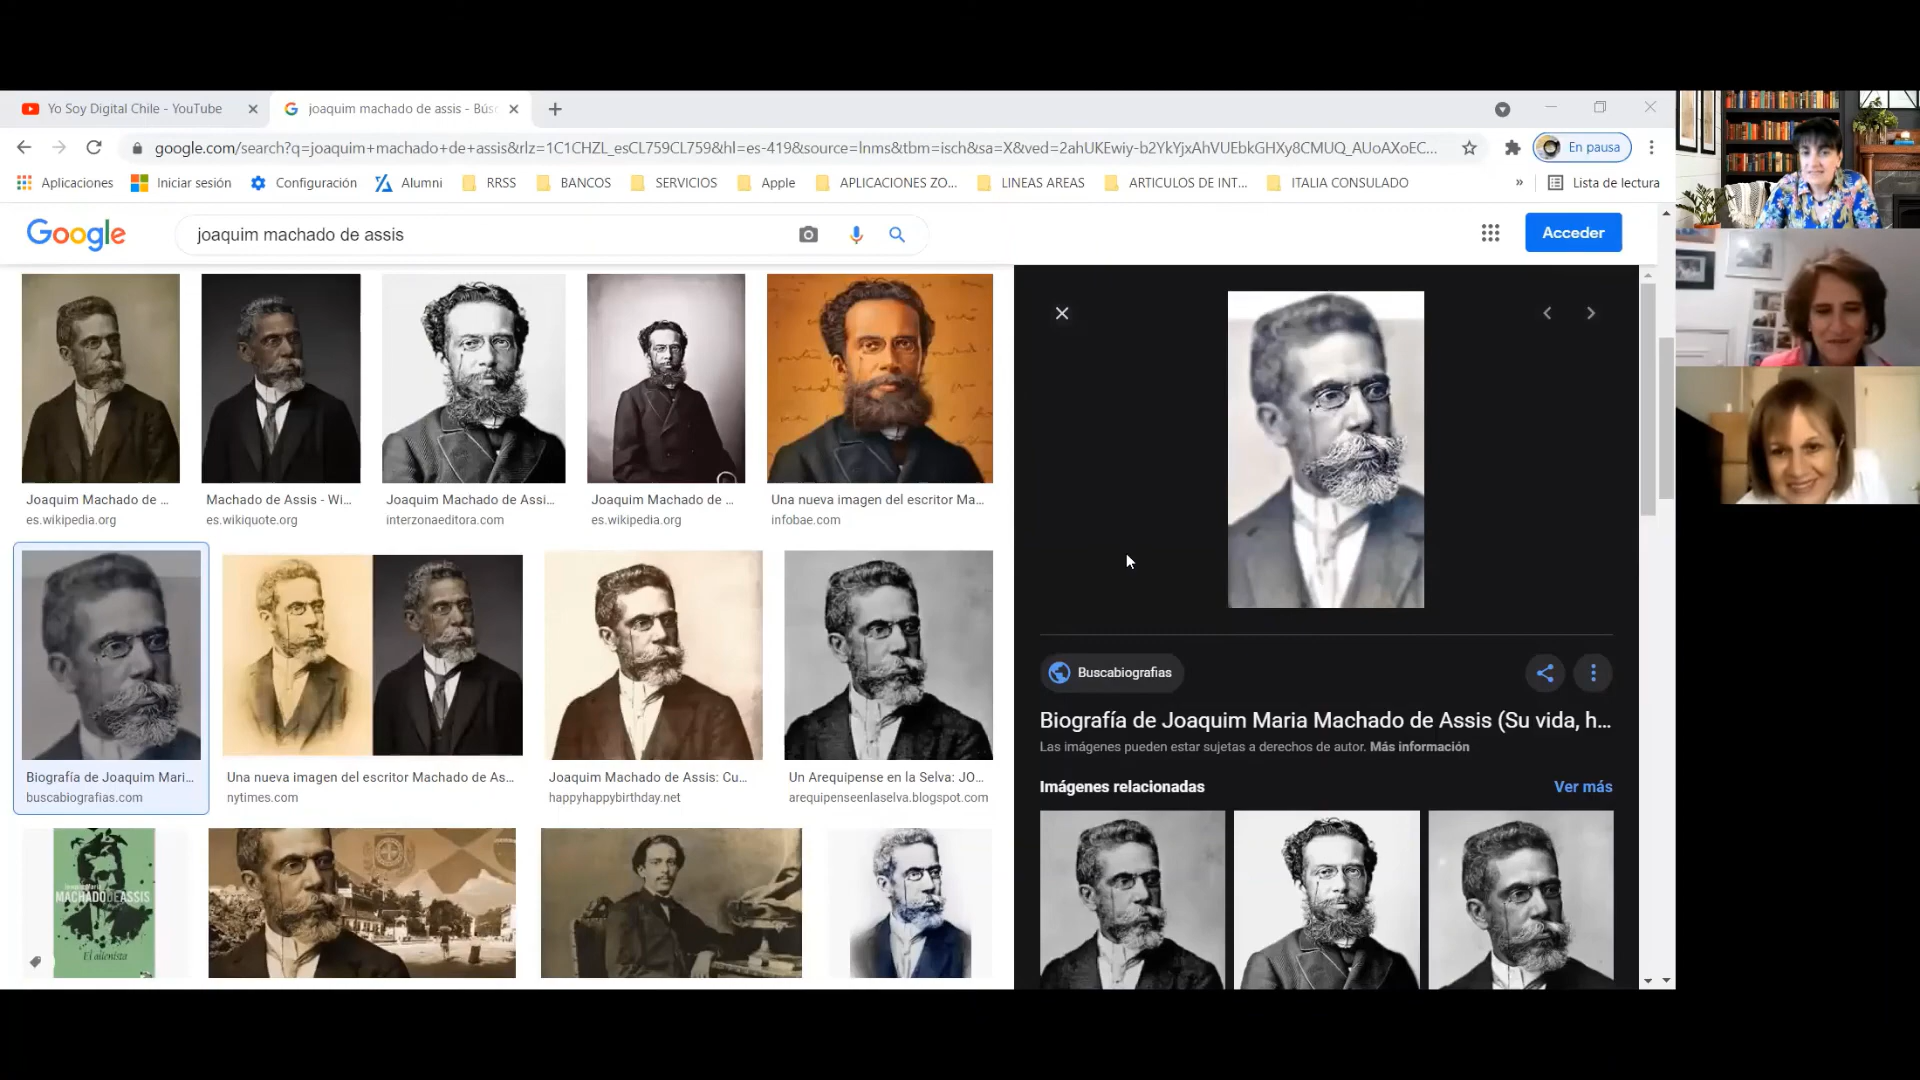 Yo Soy Digital Chile - YouTube
joaquim machado de assis - Búsc
google.com/search?q=joaquim+machado+de+assis&rlz=1C1CHZL_esCL759CL759&hl=es-419&source=lnms&tbm=isch&sa=X&ved=2ahUKEwiy-b2YkYjxAhVUEbkGHXy8CMUQ_AUoAXoEC...
En pausa
Aplicaciones
Iniciar sesión
Configuración
Alumni
RRSS
BANCOS
SERVICIOS
Apple
APLICACIONES ZO...
LINEAS AREAS
ARTICULOS DE INT...
ITALIA CONSULADO
»
Lista de lectura
Google
joaquim machado de assis
Acceder
Joaquim Machado de ...
es.wikipedia.org
Machado de Assis - Wi...
es.wikiquote.org
Joaquim Machado de Assi...
interzonaeditora.com
Joaquim Machado de ...
es.wikipedia.org
Una nueva imagen del escritor Ma...
infobae.com
Biografía de Joaquim Mari...
buscabiografias.com
Una nueva imagen del escritor Machado de As...
nytimes.com
Joaquim Machado de Assis: Cu...
happyhappybirthday.net
Un Arequipense en la Selva: JO...
arequipenseenlaselva.blogspot.com
MACHADO DE ASSIS
El alienista
Buscabiografias
Biografía de Joaquim Maria Machado de Assis (Su vida, h...
Las imágenes pueden estar sujetas a derechos de autor. Más información
Imágenes relacionadas
Ver más